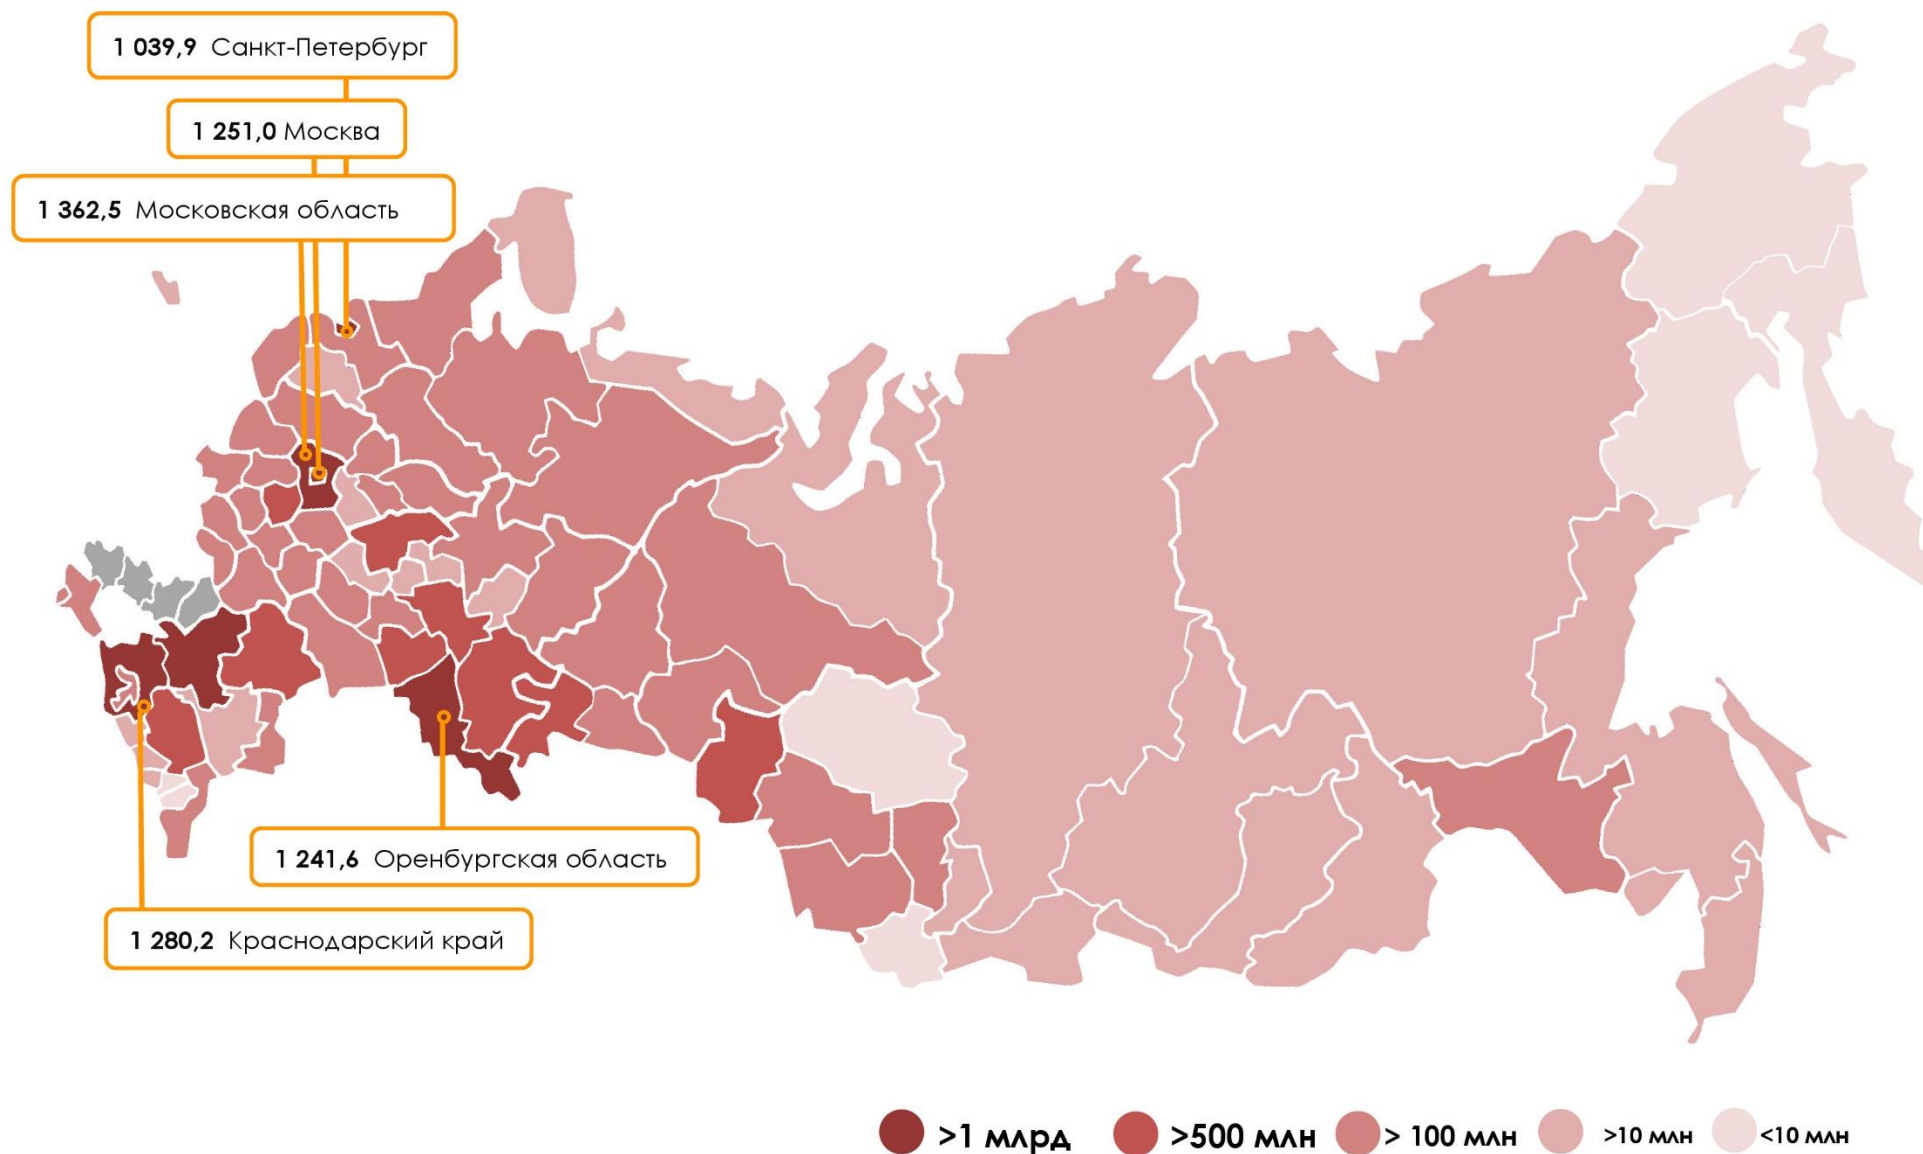 1 039,9 Санкт-Петербург
1 251,0 Москва
1 362,5 Московская область
1 241,6 Оренбургская область
1 280,2 Краснодарский край
>1 млрд >500 млн > 100 млн >10 млн <10 млн